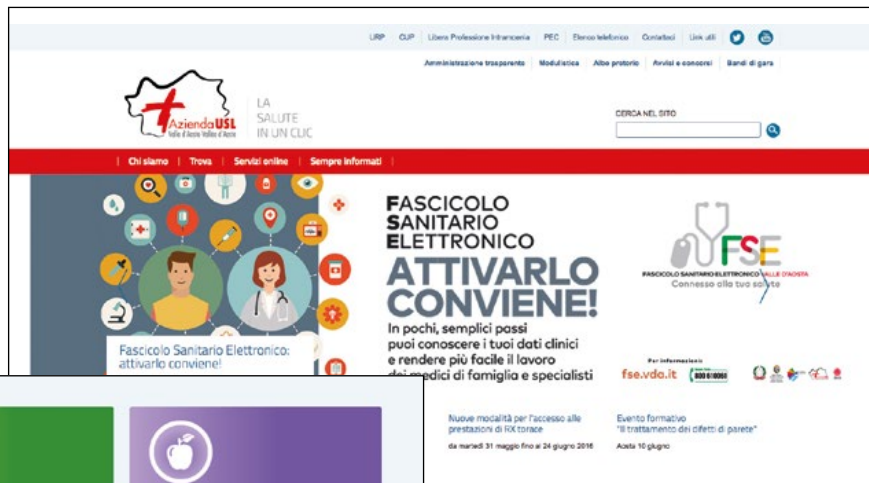 URP CUP Libera Professione Intramoenia PEC Elenco telefonico Contattaci Link utili
Amministrazione trasparente Modulistica Albo pretorio Avvisi e concorsi Bandi di gara
AziendaUSL
Valle d'Aosta Vallée d'Aoste
LA
SALUTE
IN UN CLIC
CERCA NEL SITO
Chi siamo Trova Servizi online Sempre informati
FASCICOLO
SANITARIO
ELETTRONICO
ATTIVARLO
CONVIENE!
In pochi, semplici passi
puoi conoscere i tuoi dati clinici
e rendere più facile il lavoro
dei medici di famiglia e specialisti
FSE
FASCICOLO SANITARIO ELETTRONICO VALLE D'AOSTA
Connesso alla tua salute
Per informazioni:
fse.vda.it
800 610061
Fascicolo Sanitario Elettronico:
attivarlo conviene!
Nuove modalità per l'accesso alle
prestazioni di RX torace
da martedì 31 maggio fino al 24 giugno 2016
Evento formativo
"Il trattamento dei difetti di parete"
Aosta 10 giugno